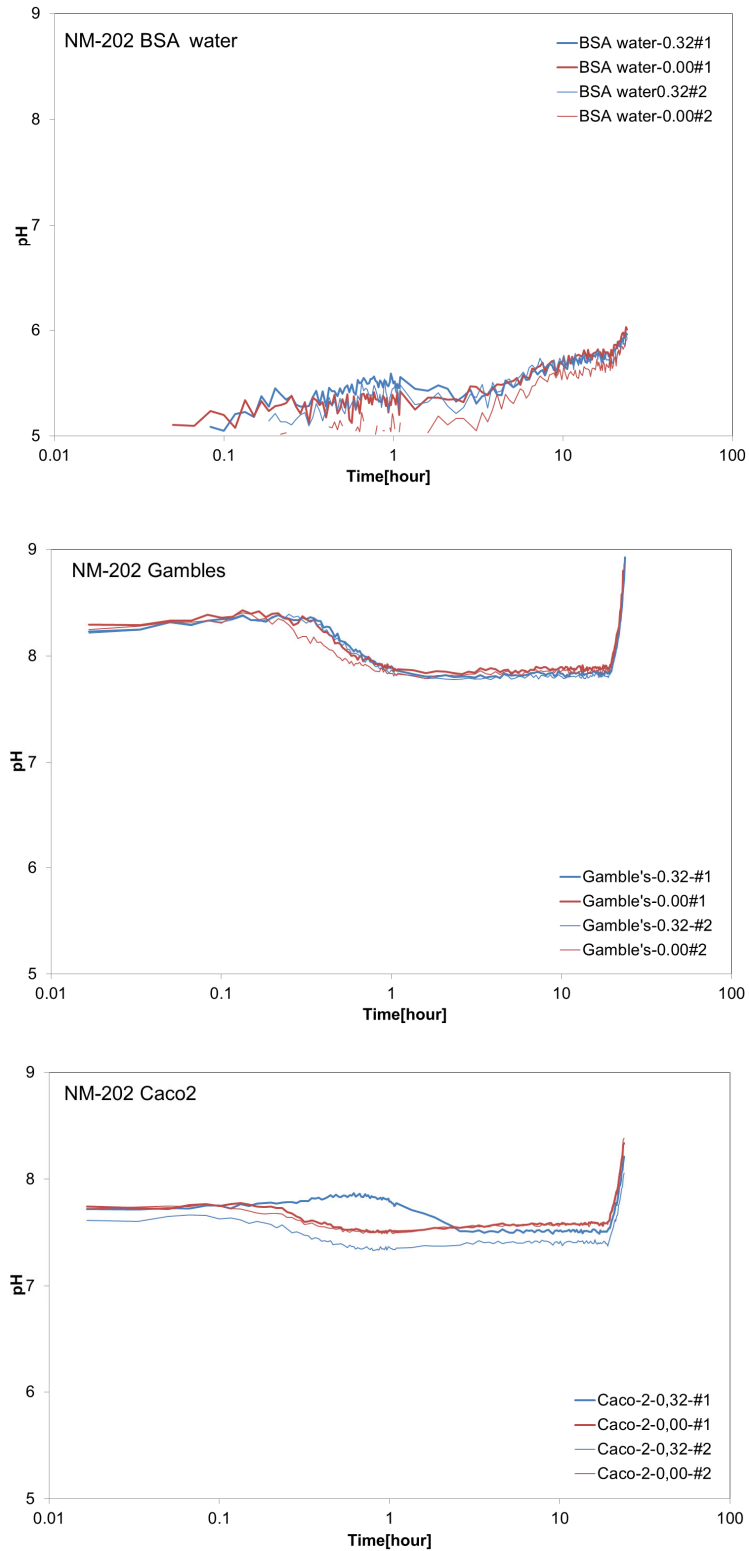 NM-202 BSA  water
BSA water-0.32#1
BSA water-0.00#1
BSA water0.32#2
BSA water-0.00#2
9
8
7
6
5
pH
0.01 0.1 1 10 100
Time[hour]
NM-202 Gambles
9
8
7
6
5
pH
Gamble's-0.32-#1
Gamble's-0.00#1
Gamble's-0.32-#2
Gamble's-0.00#2
0.01 0.1 1 10 100
Time[hour]
NM-202 Caco2
9
8
7
6
5
pH
Caco-2-0,32-#1
Caco-2-0,00-#1
Caco-2-0,32-#2
Caco-2-0,00-#2
0.01 0.1 1 10 100
Time[hour]